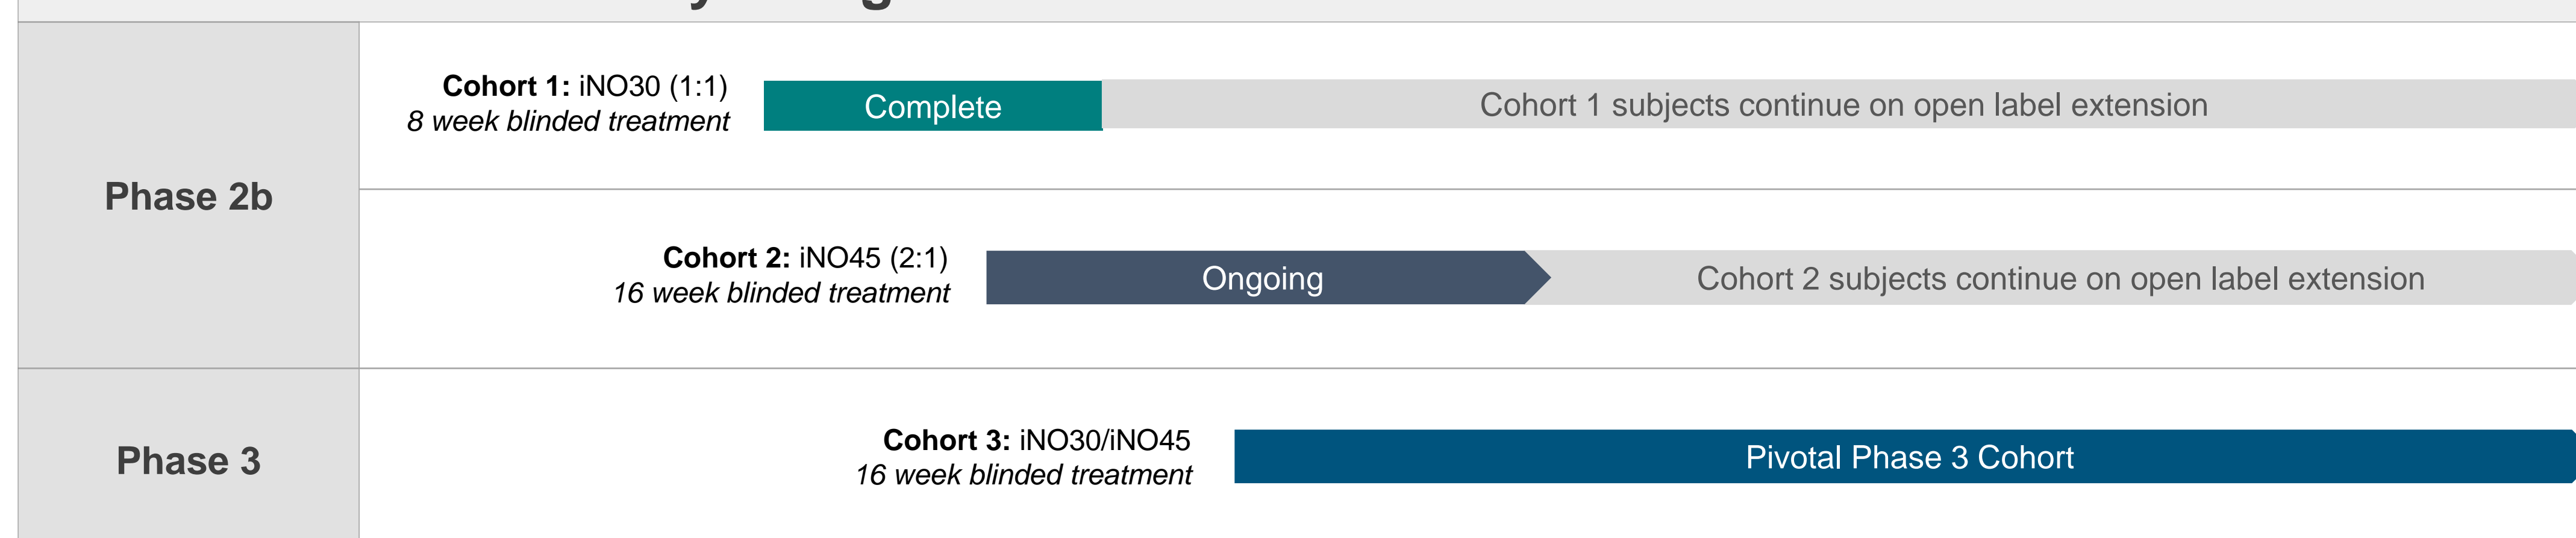 Phase 2b
Cohort 1: iNO30 (1:1)
8 week blinded treatment
Complete
Cohort 1 subjects continue on open label extension
Cohort 2: iNO45 (2:1)
16 week blinded treatment
Ongoing
Cohort 2 subjects continue on open label extension
Phase 3
Cohort 3: iNO30/iNO45
16 week blinded treatment
Pivotal Phase 3 Cohort